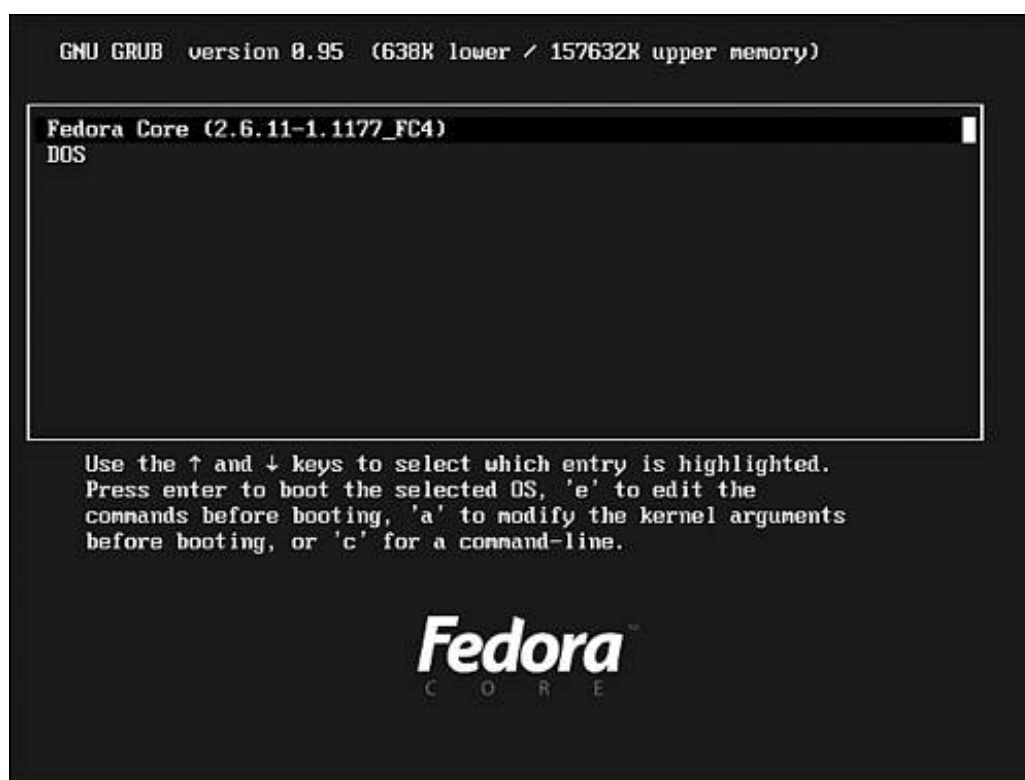 GNU GRUB version 0.95 (638K lower / 157632K upper memory)
Fedora Core (2.6.11-1.1177_FC4)
DOS
Use the ↑ and ↓ keys to select which entry is highlighted.
Press enter to boot the selected OS, 'e' to edit the
commands before booting, 'a' to modify the kernel arguments
before booting, or 'c' for a command-line.
Fedora™
CORE